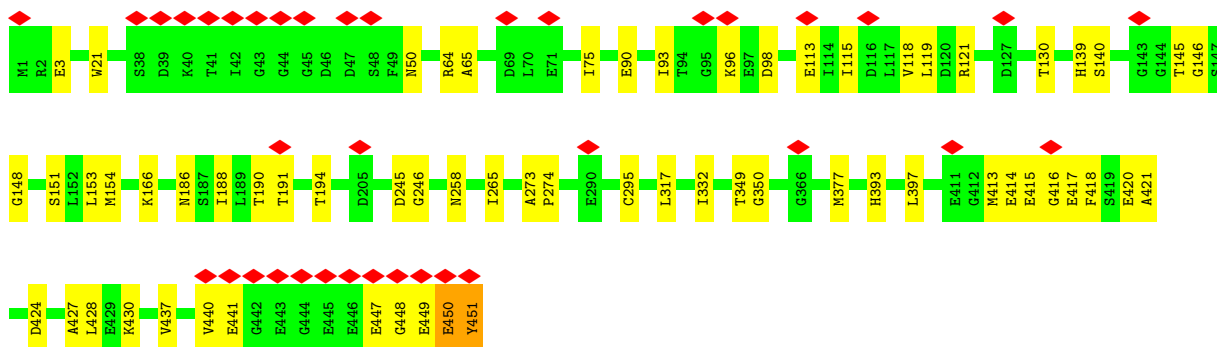 M1 R2 E3 W21 S38 D39 K40 T41 I42 G43 G44 G45 D46 D47 S48 F49 N50 R64 A65 D69 L70 E71 I75 E90 I93 T94 G95 K96 E97 D98 E113 I114 I115 D116 L117 V118 L119 D120 R121 D127 T130 H139 S140 G143 G144 T145 G146 S147
G148 S151 L152 L153 M154 K166 N186 S187 I188 L189 T190 T191 T194 D205 D245 G246 N258 I265 A273 P274 E290 C295 L317 I332 T349 G350 G366 M377 H393 L397 E411 G412 M413 E414 E415 G416 E417 F418 S419 E420 A421
D424 A427 L428 E429 K430 V437 V440 E441 G442 E443 G444 E445 E446 E447 G448 E449 E450 Y451